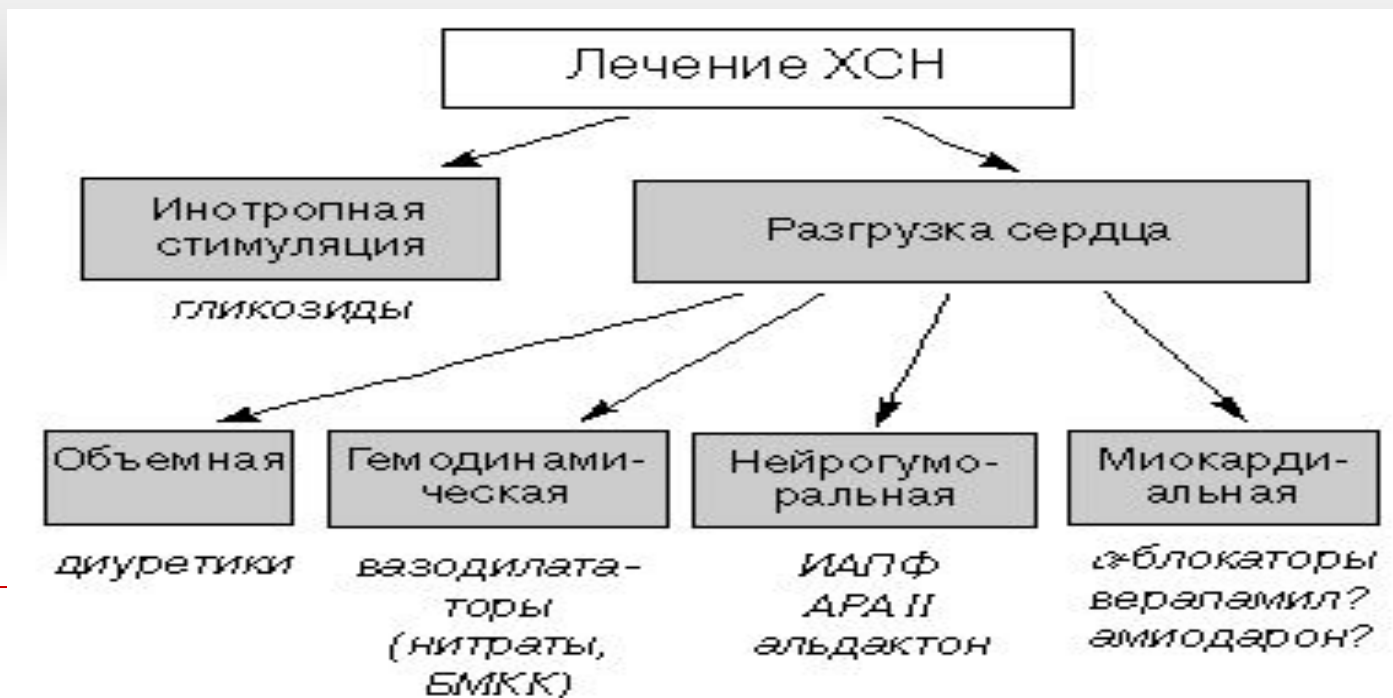 Лечение ХСН
Инотропная
стимуляция
Разгрузка сердца
гликозиды
Объемная
Гемодинами-
ческая
Нейрогумо-
ральная
Миокарди-
альная
диуретики
вазодилата-
торы
(нитраты,
БМКК)
ИАПФ
АРА II
альдактон
α-блокаторы
верапамил?
амиодарон?